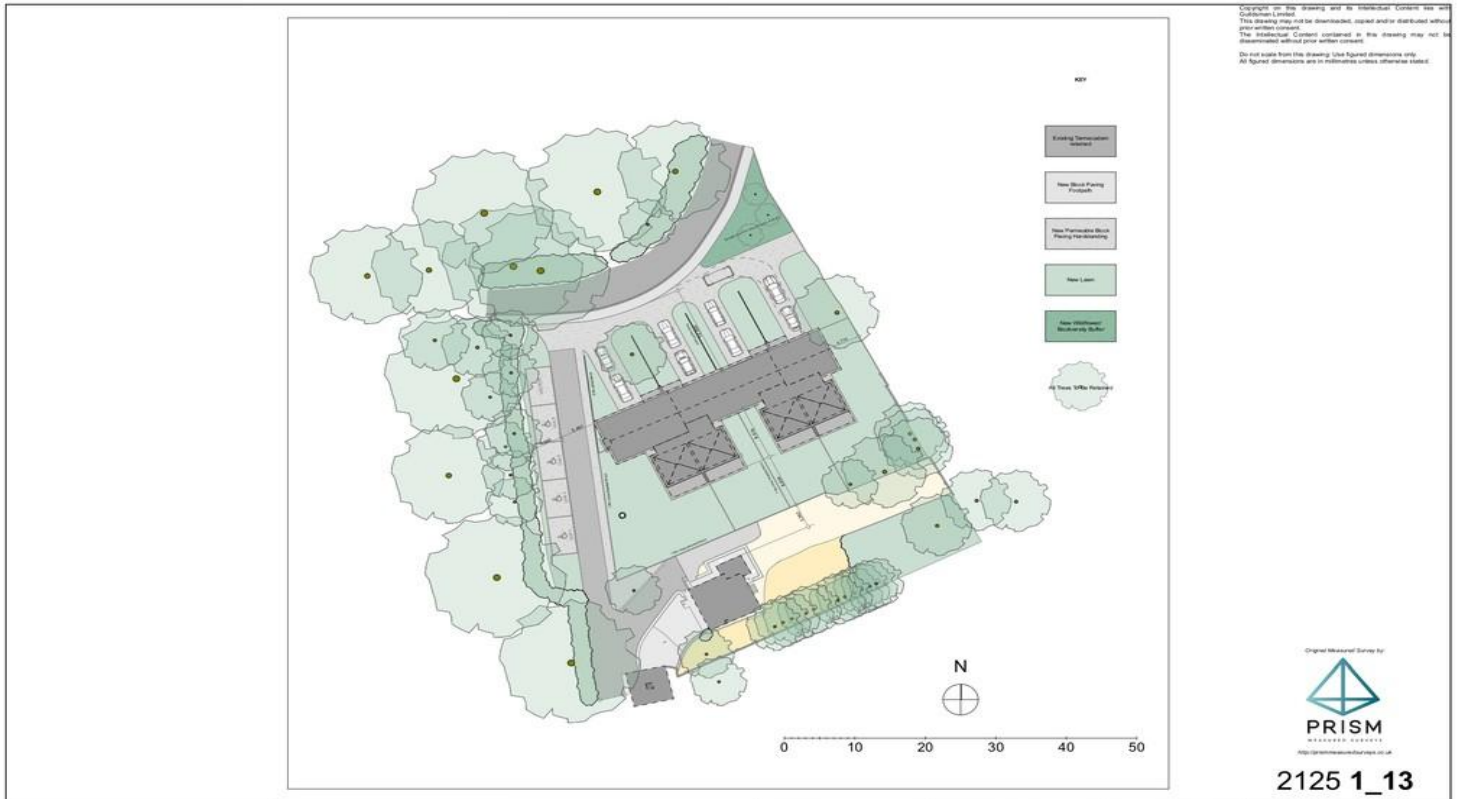 Copyright on this drawing and its Intellectual Content lies with
Guildsman Limited.
This drawing may not be downloaded, copied and/or distributed without
prior written consent.
The Intellectual Content contained in this drawing may not be
disseminated without prior written consent.
Do not scale from this drawing: Use figured dimensions only.
All figured dimensions are in millimetres unless otherwise stated.
KEY
Existing Tarmacadam
retained
New Block Paving
Footpath
New Permeable Block
Paving Hardstanding
New Lawn
New Wildflower/
Biodiversity Buffer
All Trees To Be Retained
N
0 10 20 30 40 50
Original Measured Survey by:
PRISM
MEASURED SURVEYS
http://prismmeasuredsurveys.co.uk
2125 1_13